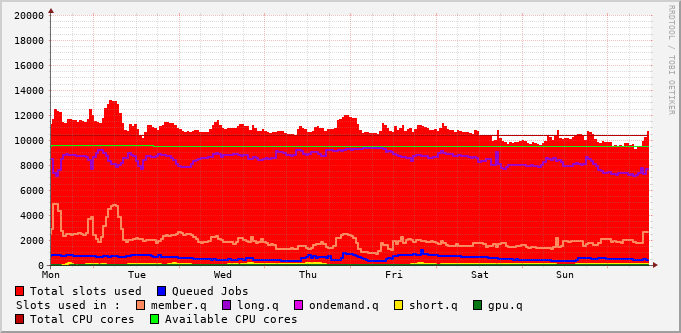 20000
18000
16000
14000
12000
10000
8000
6000
4000
2000
0
Mon Tue Wed Thu Fri Sat Sun
RRDTOOL / TOBI OETIKER
Total slots used Queued Jobs
Slots used in : member.q long.q ondemand.q short.q gpu.q
Total CPU cores Available CPU cores